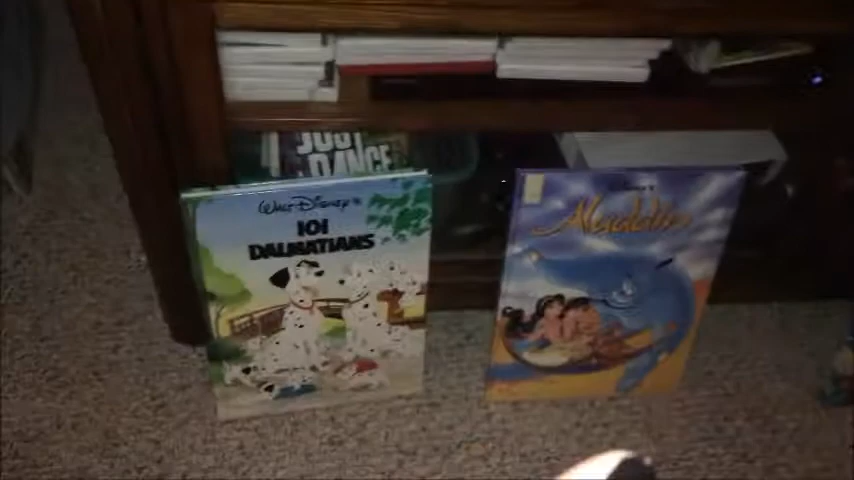 JUST
DANCE
WALT DISNEY'S
101
DALMATIANS
DISNEY'S
Aladdin